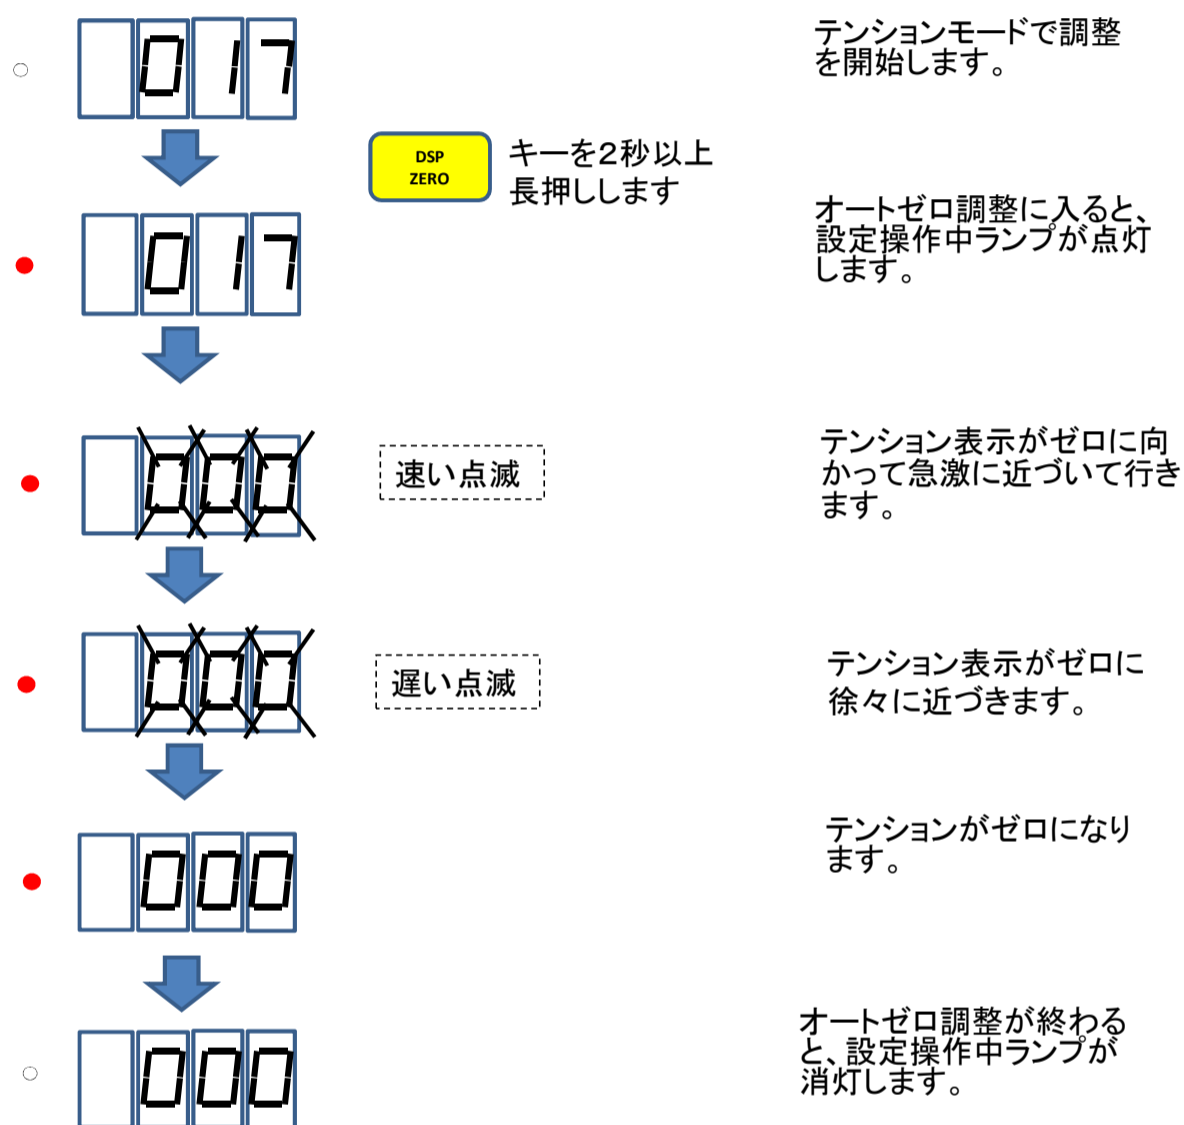 017
テンションモードで調整
を開始します。
DSP
ZERO
キーを2秒以上
長押しします
017
オートゼロ調整に入ると、
設定操作中ランプが点灯
します。
000
速い点滅
テンション表示がゼロに向
かって急激に近づいて行き
ます。
000
遅い点滅
テンション表示がゼロに
徐々に近づきます。
000
テンションがゼロになり
ます。
000
オートゼロ調整が終わる
と、設定操作中ランプが
消灯します。